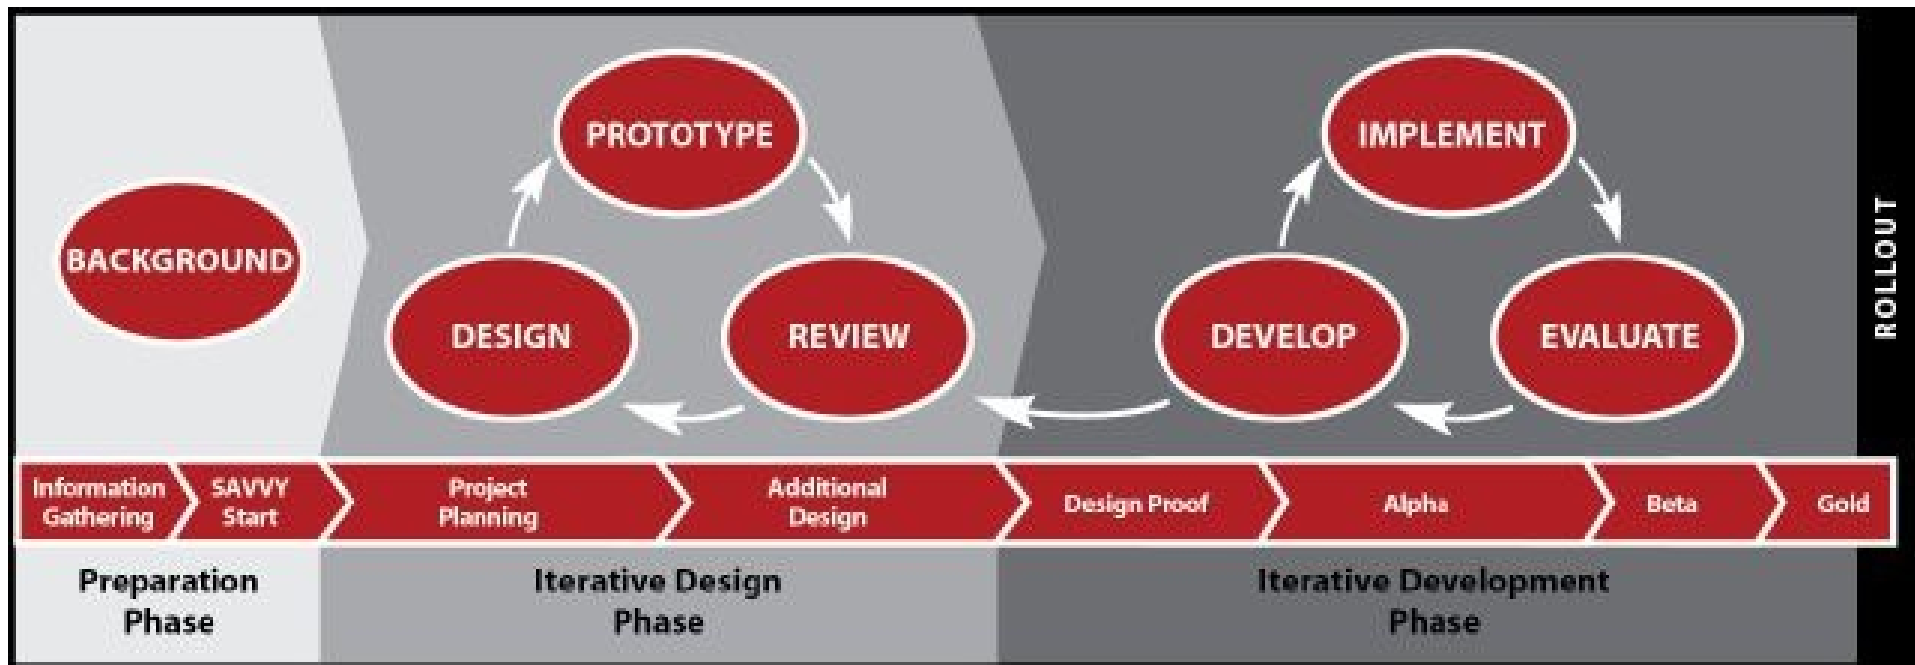 PROTOTYPE
IMPLEMENT
BACKGROUND
DESIGN
REVIEW
DEVELOP
EVALUATE
ROLLOUT
Information
Gathering
SAVVY
Start
Project
Planning
Additional
Design
Design Proof
Alpha
Beta
Gold
Preparation
Phase
Iterative Design
Phase
Iterative Development
Phase